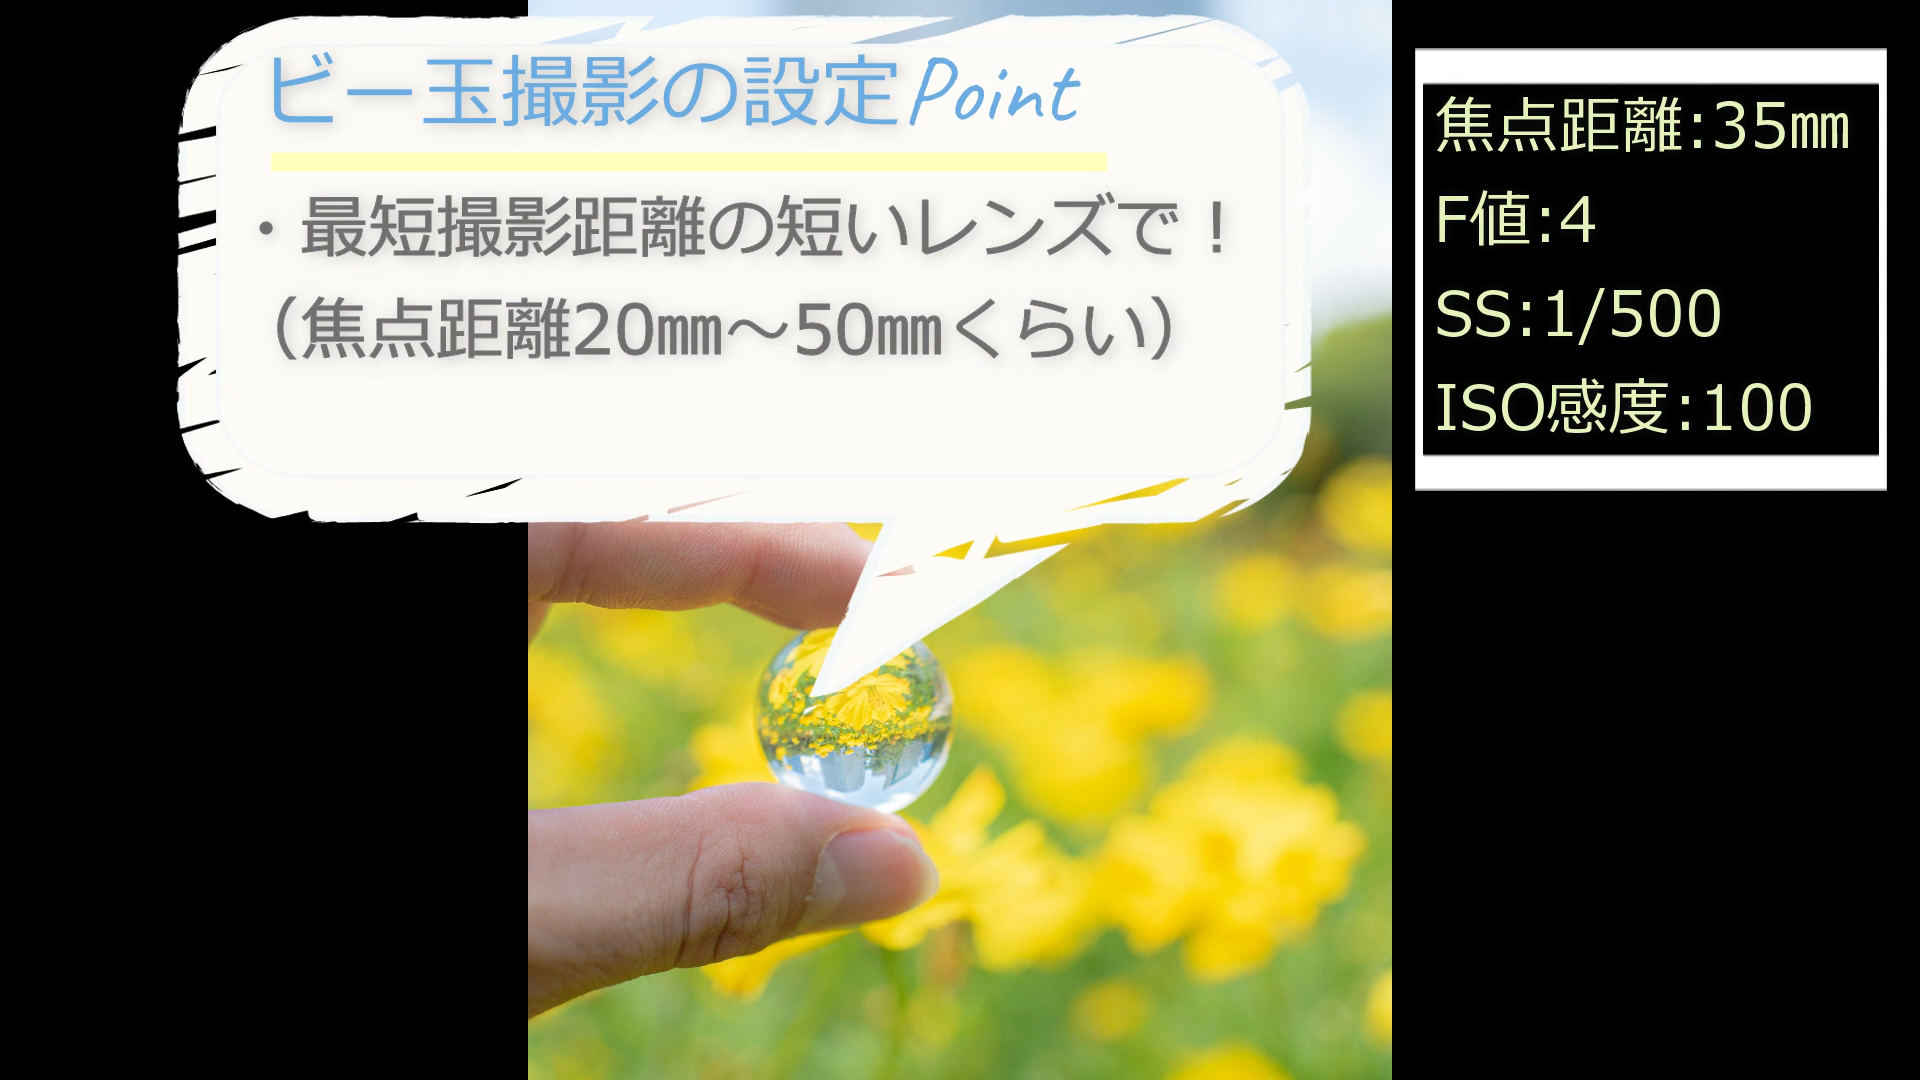 ビー玉撮影の設定Point
・最短撮影距離の短いレンズで！
（焦点距離20㎜～50㎜くらい）
焦点距離:35㎜
F値:4
SS:1/500
ISO感度:100